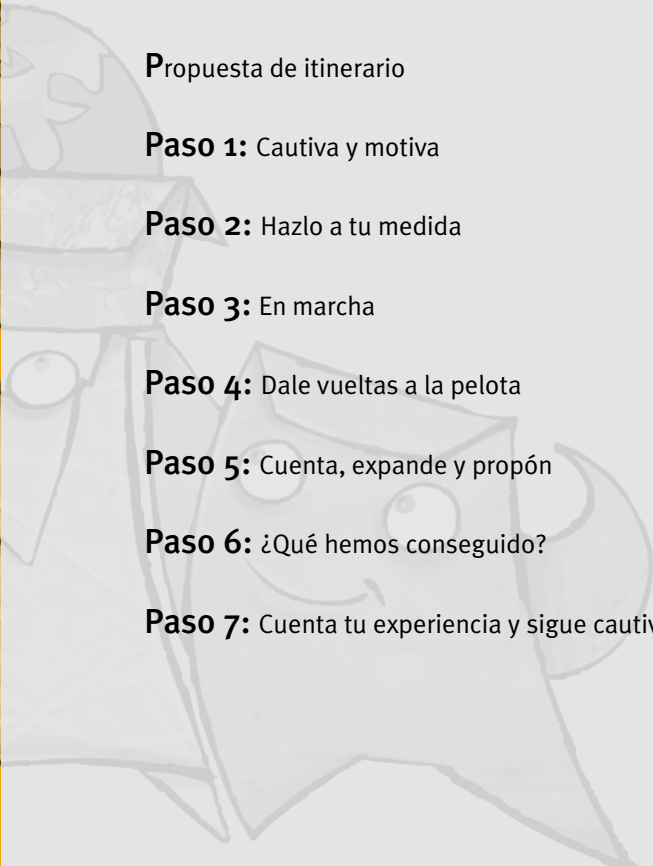 Propuesta de itinerario
Paso 1: Cautiva y motiva
Paso 2: Hazlo a tu medida
Paso 3: En marcha
Paso 4: Dale vueltas a la pelota
Paso 5: Cuenta, expande y propón
Paso 6: ¿Qué hemos conseguido?
Paso 7: Cuenta tu experiencia y sigue